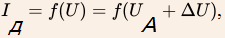 I_д = f(U) = f(U_А + ΔU),